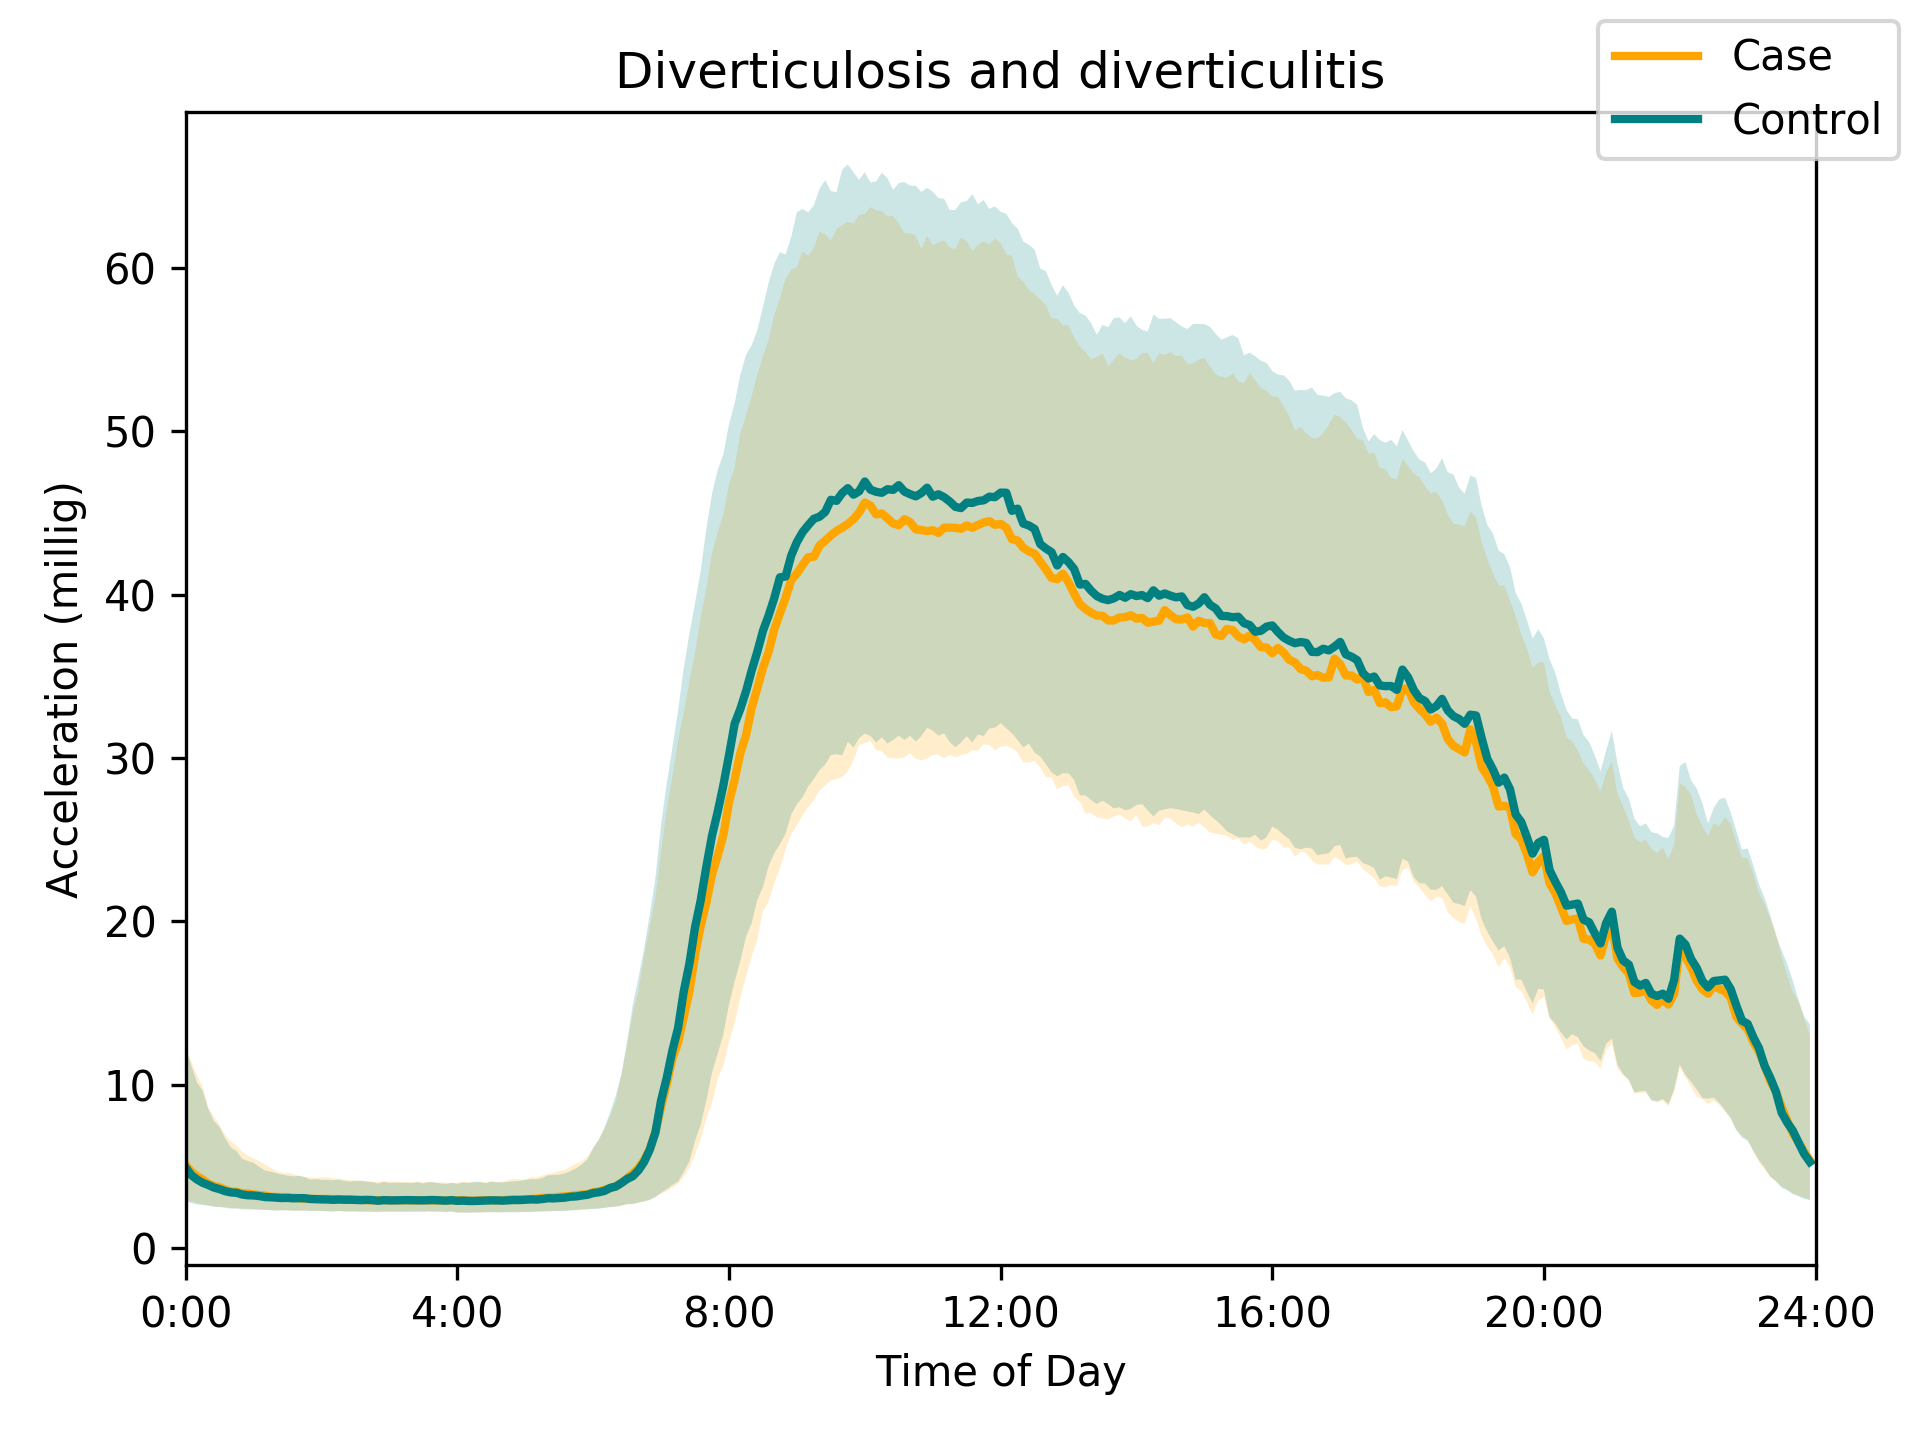 Diverticulosis and diverticulitis
Case
Control
Acceleration (millig)
60
50
40
30
20
10
0
0:00 4:00 8:00 12:00 16:00 20:00 24:00
Time of Day